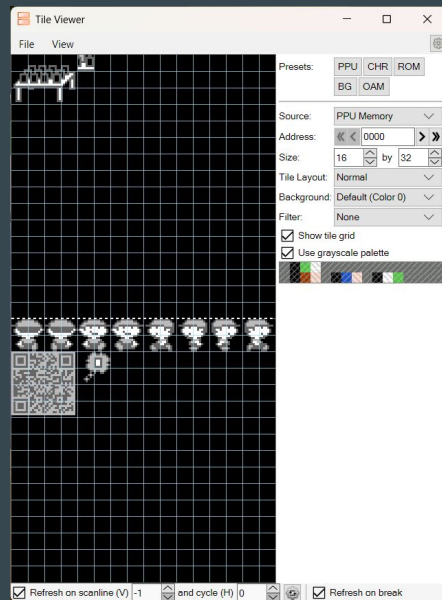 Tile Viewer
File View
Presets: PPU CHR ROM
BG OAM
Source: PPU Memory
Address: 0000
Size: 16 by 32
Tile Layout: Normal
Background: Default (Color 0)
Filter: None
Show tile grid
Use grayscale palette
Refresh on scanline (V) -1 and cycle (H) 0 Refresh on break